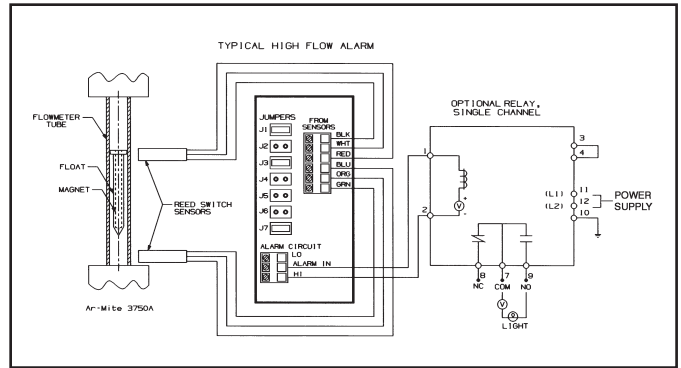 TYPICAL HIGH FLOW ALARM
FLOWMETER
TUBE
FLOAT
MAGNET
REED SWITCH
SENSORS
Ar-Mite 3750A
JUMPERS
J1
J2
J3
J4
J5
J6
J7
FROM
SENSORS
BLK
WHT
RED
BLU
ORG
GRN
ALARM CIRCUIT
LO
ALARM IN
HI
OPTIONAL RELAY,
SINGLE CHANNEL
1
2
+
V
-
3
4
(L1) 11
(L2) 12
10
POWER
SUPPLY
8 7 9
NC COM NO
V
LIGHT